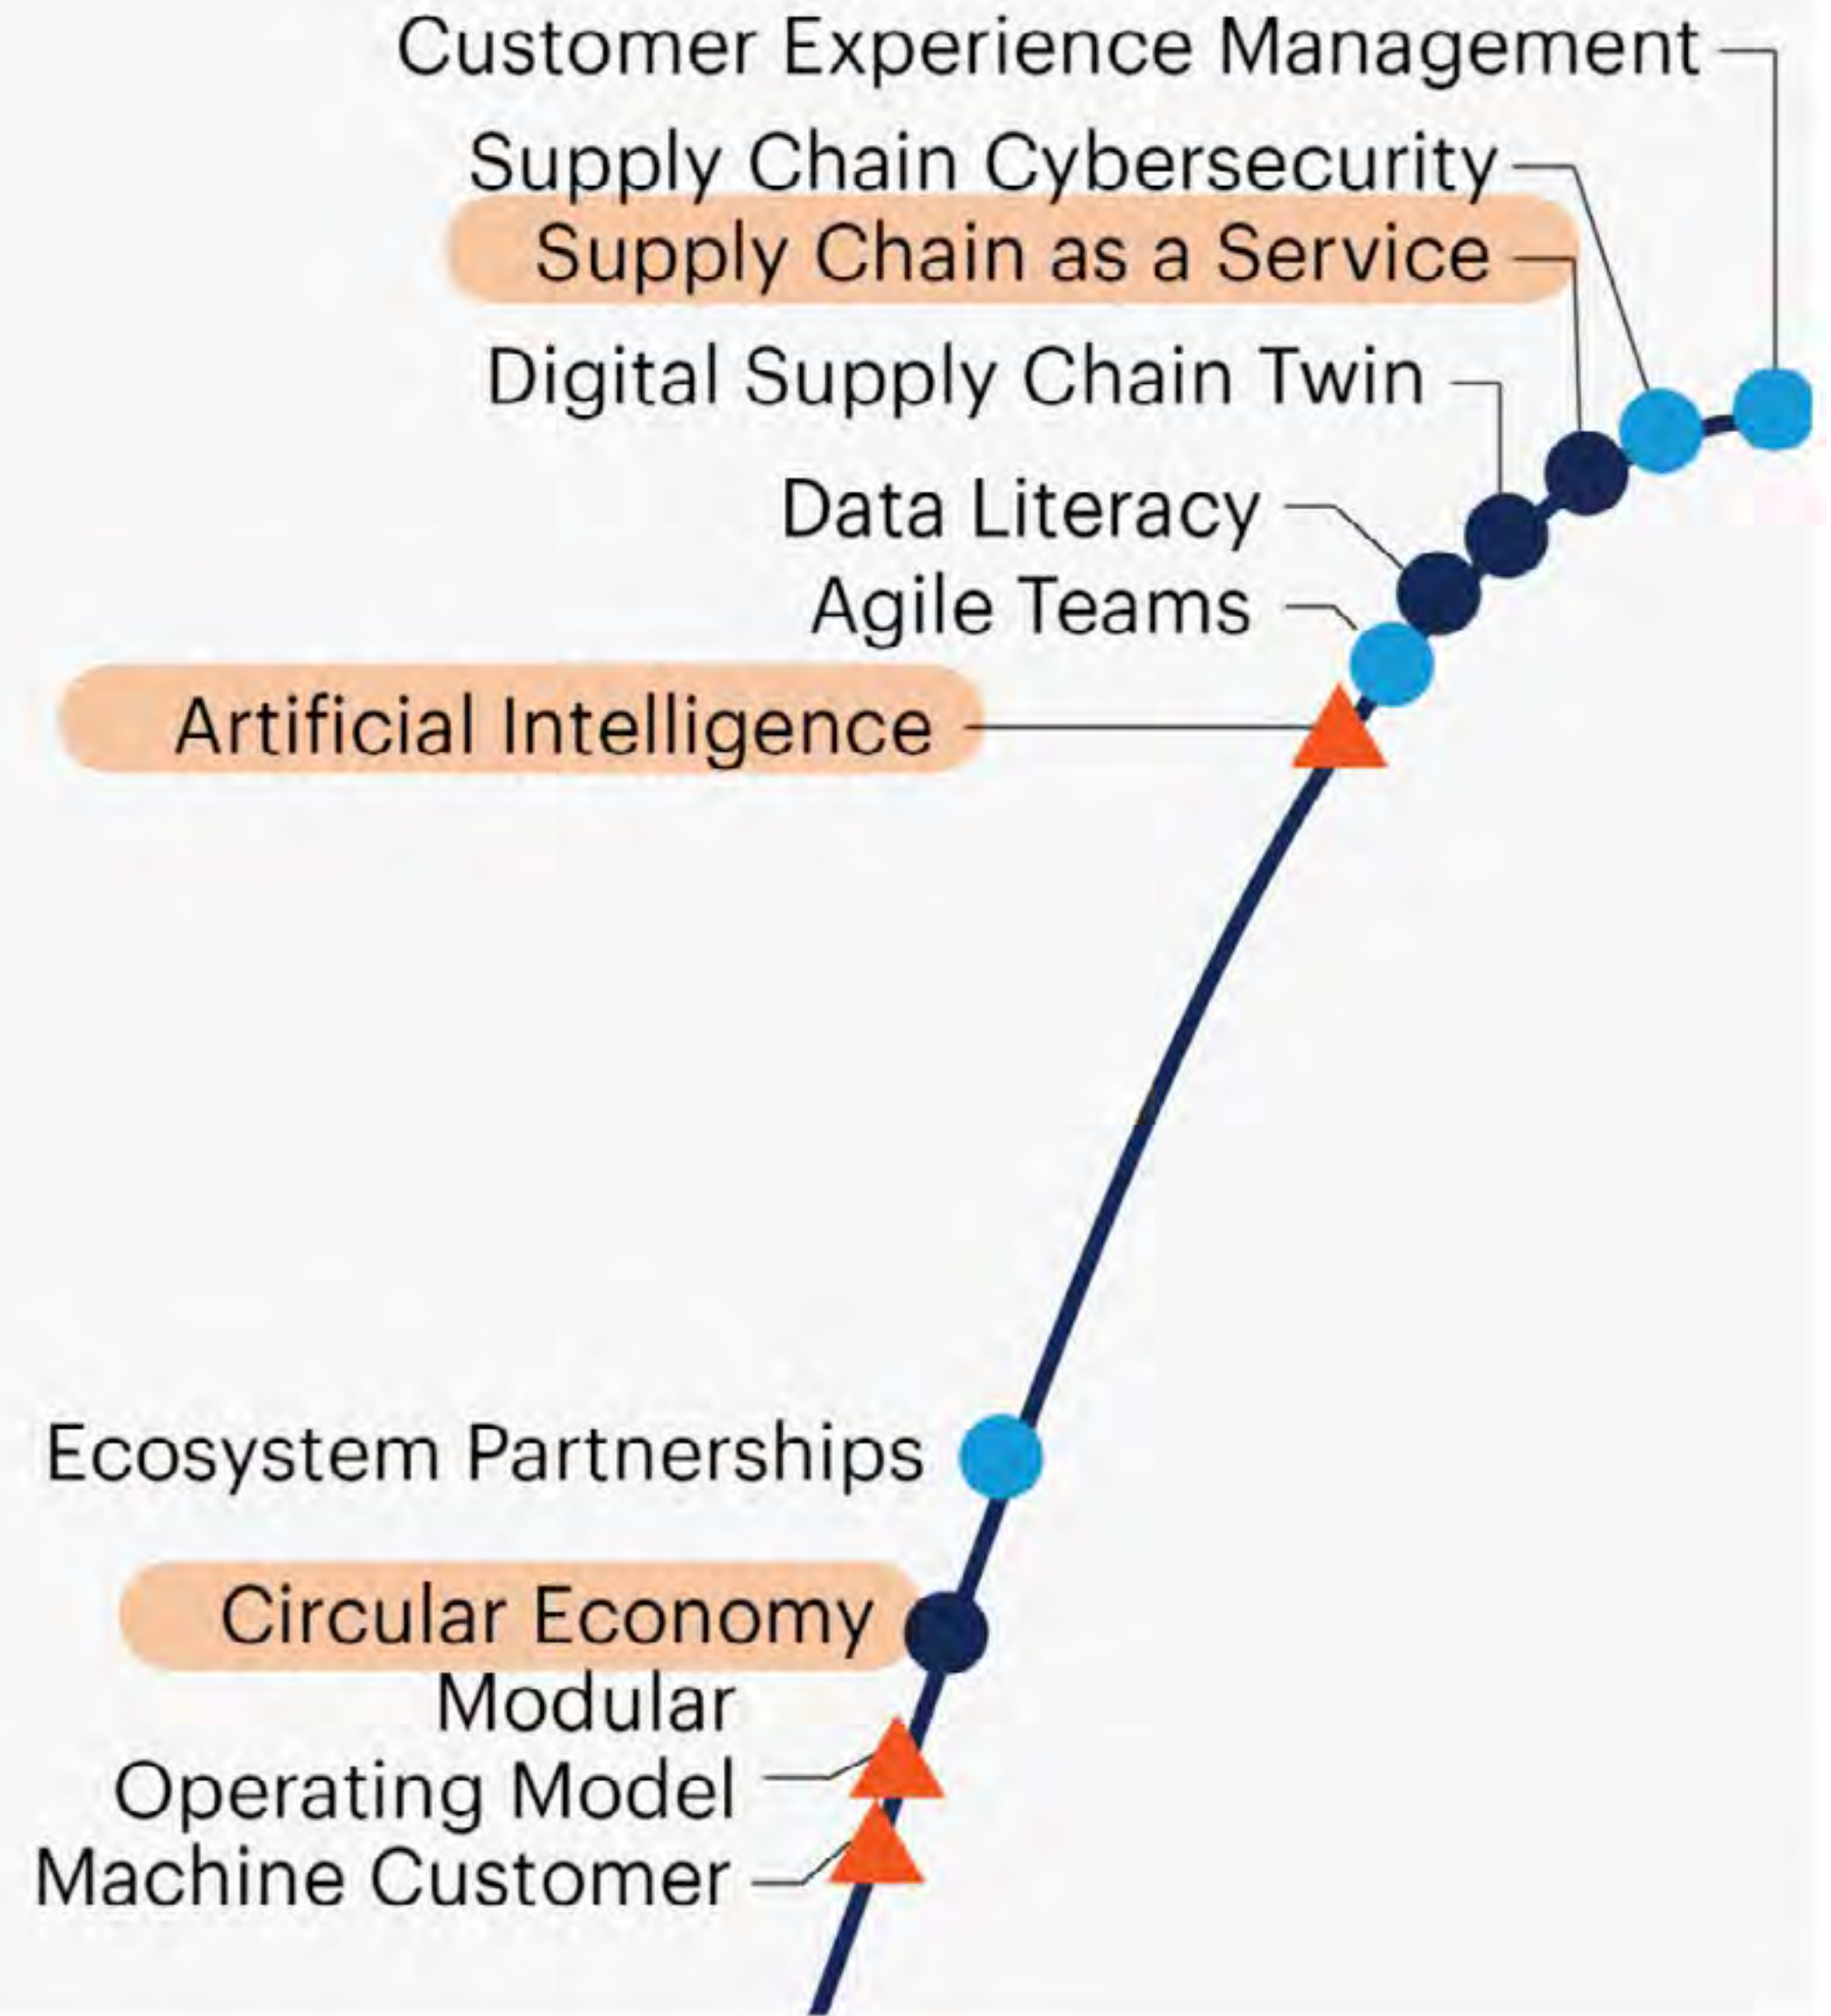 Customer Experience Management
Supply Chain Cybersecurity
Supply Chain as a Service
Digital Supply Chain Twin
Data Literacy
Agile Teams
Artificial Intelligence
Ecosystem Partnerships
Circular Economy
Modular
Operating Model
Machine Customer